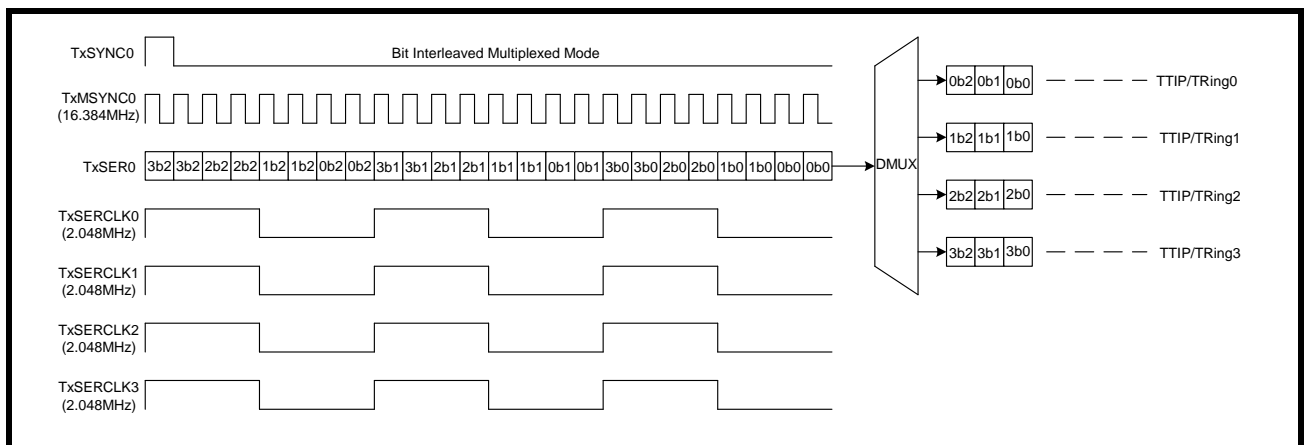 TxSYNC0
Bit Interleaved Multiplexed Mode
TxMSYNC0
(16.384MHz)
TxSER0
3b2 3b2 2b2 2b2 1b2 1b2 0b2 0b2 3b1 3b1 2b1 2b1 1b1 1b1 0b1 0b1 3b0 3b0 2b0 2b0 1b0 1b0 0b0 0b0
TxSERCLK0
(2.048MHz)
TxSERCLK1
(2.048MHz)
TxSERCLK2
(2.048MHz)
TxSERCLK3
(2.048MHz)
DMUX
0b2 0b1 0b0
TTIP/TRing0
1b2 1b1 1b0
TTIP/TRing1
2b2 2b1 2b0
TTIP/TRing2
3b2 3b1 3b0
TTIP/TRing3